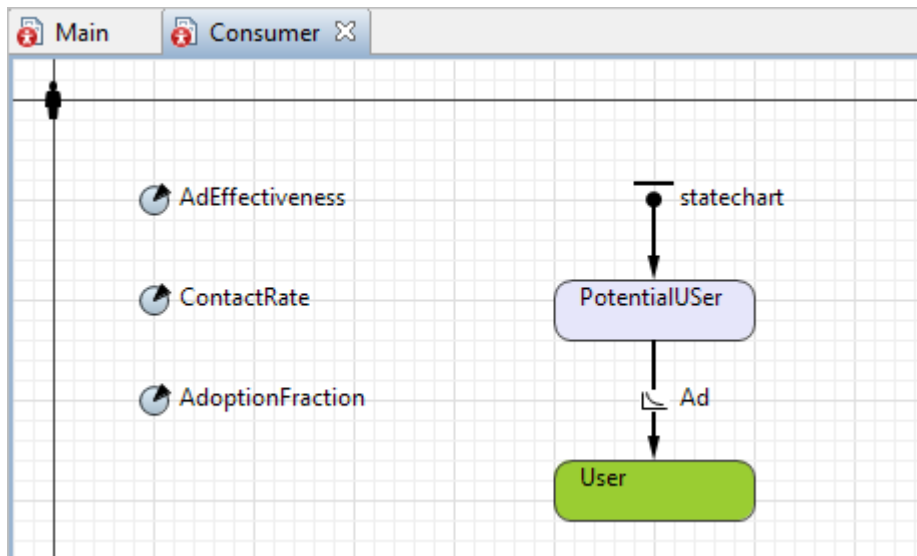 Main
Consumer
AdEffectiveness
statechart
ContactRate
PotentialUSer
AdoptionFraction
Ad
User